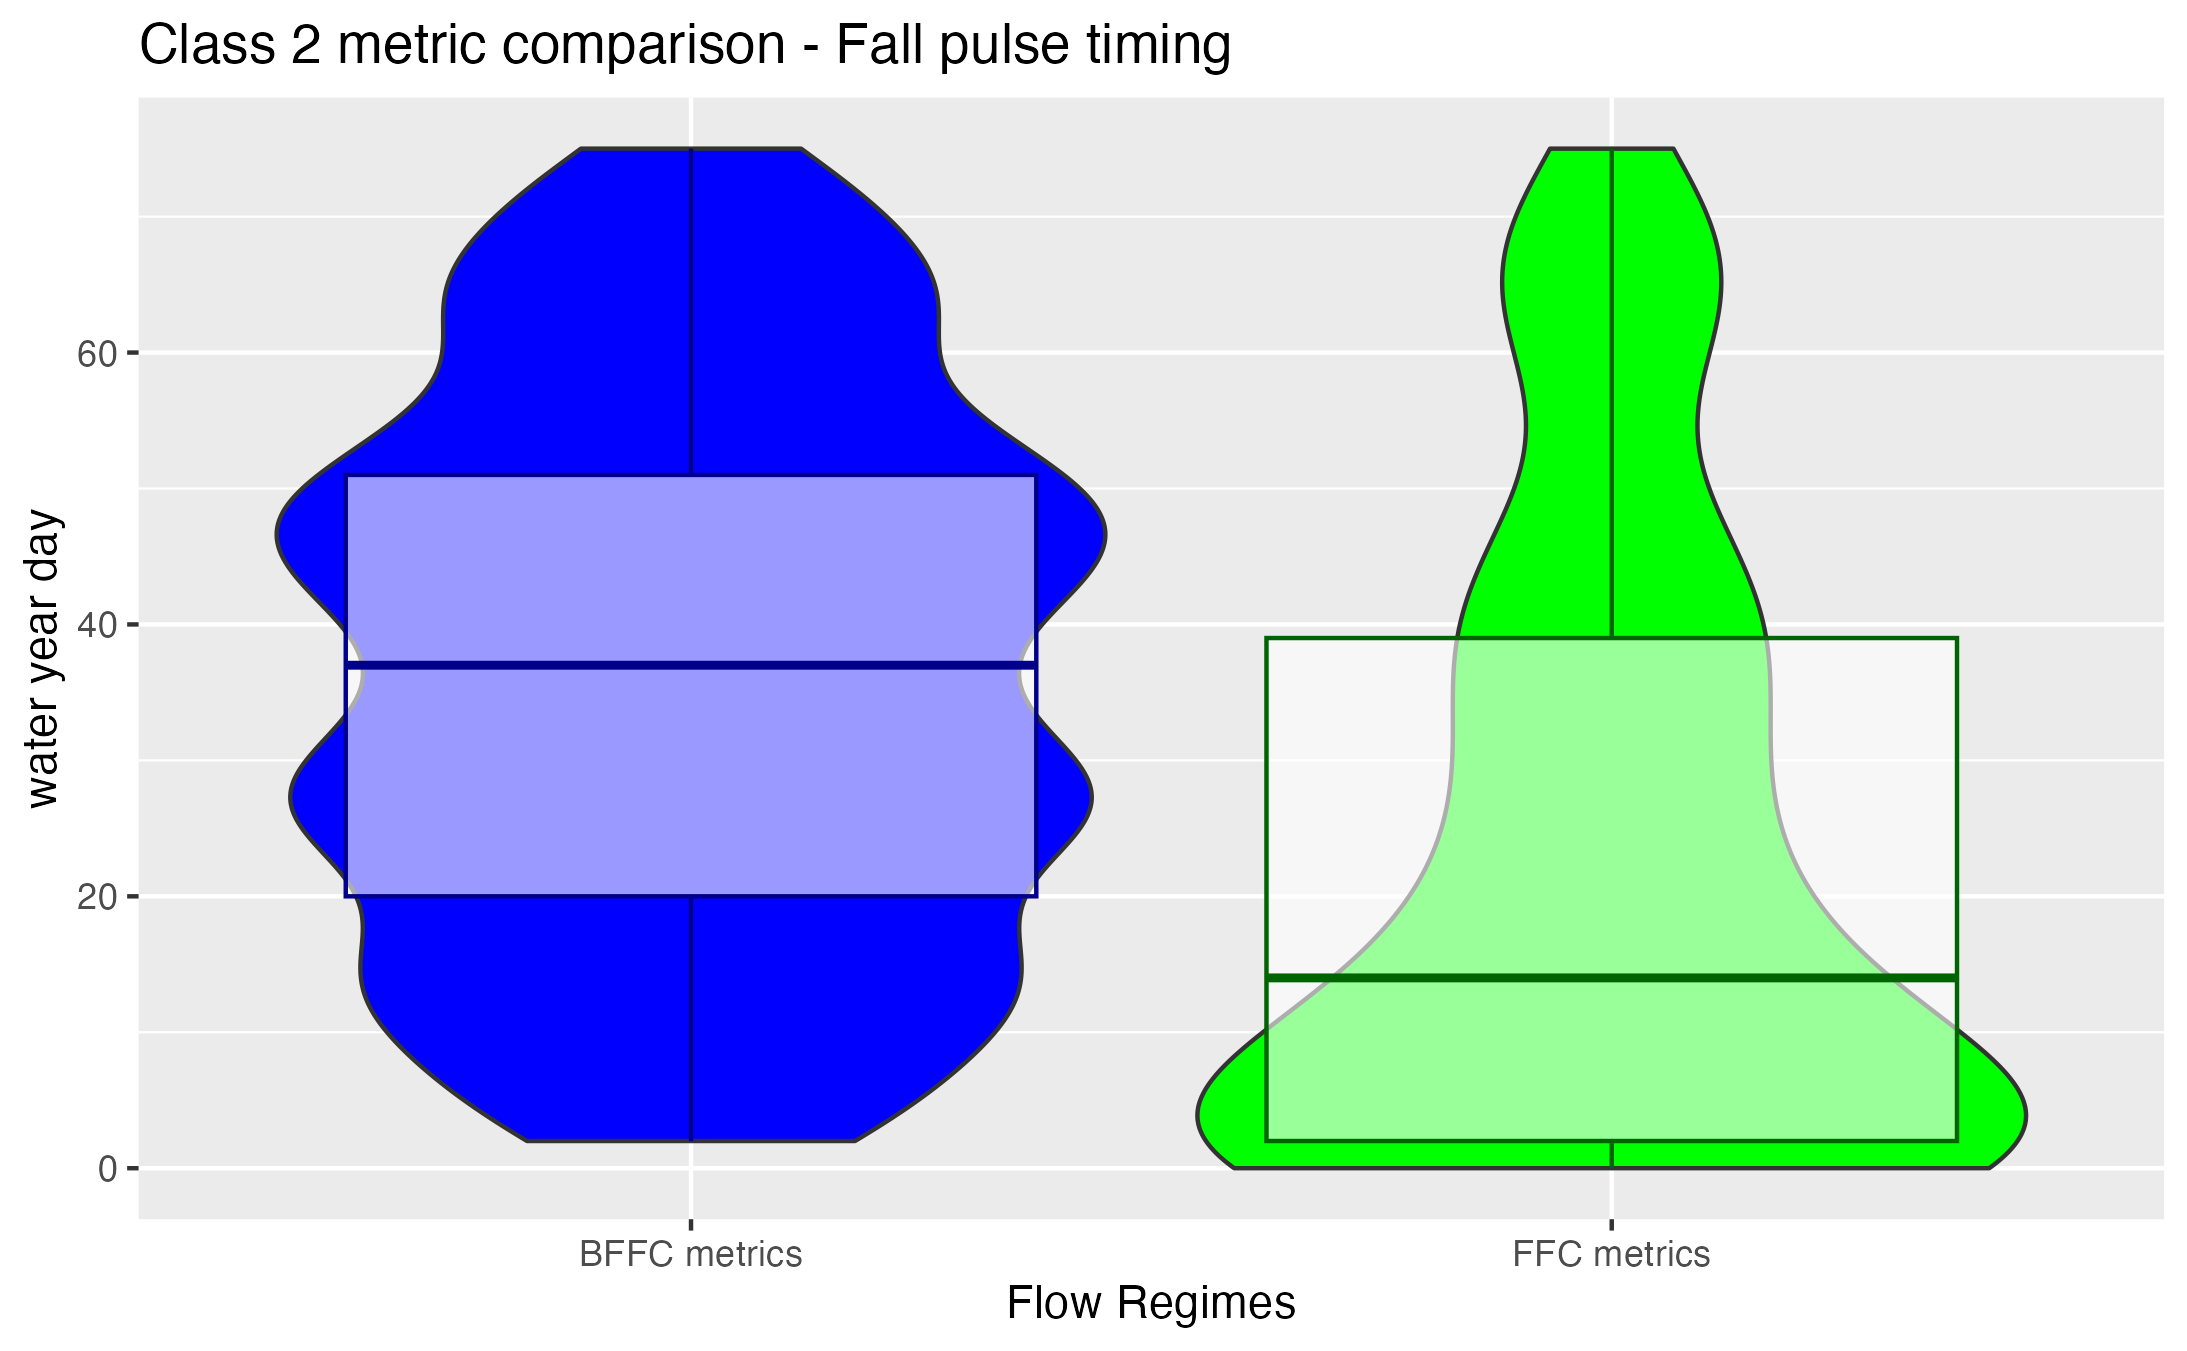 Class 2 metric comparison - Fall pulse timing
water year day
60
40
20
0
BFFC metrics
FFC metrics
Flow Regimes